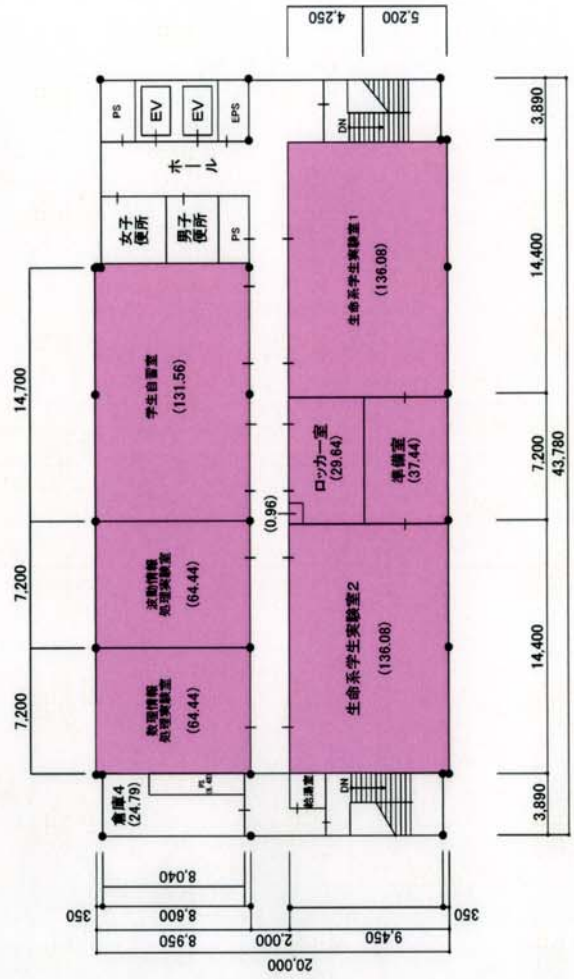 14,700
7,200
7,200
倉庫4
(24.79)
PS
数理情報
処理実験室
(64.44)
波動情報
処理実験室
(64.44)
学生自習室
(131.56)
女子
便所
男子
便所
PS
ホール
PS
EV
EV
EPS
(0.96)
給湯室
DN
生命系学生実験室2
(136.08)
ロッカー室
(29.64)
準備室
(37.44)
生命系学生実験室1
(136.08)
DN
4,250
5,200
350
8,040
8,600
8,950
2,000
9,450
350
20,000
3,890
14,400
7,200
14,400
3,890
43,780